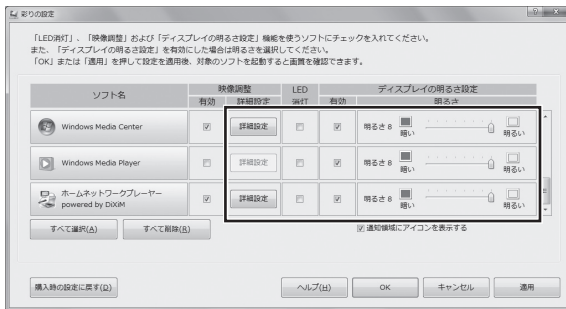 彩りの設定
「LED消灯」、「映像調整」および「ディスプレイの明るさ設定」機能を使うソフトにチェックを入れてください。
また、「ディスプレイの明るさ設定」を有効にした場合は明るさを選択してください。
「OK」または「適用」を押して設定を適用後、対象のソフトを起動すると画質を確認できます。
ソフト名 映像調整 LED ディスプレイの明るさ設定
有効 詳細設定 消灯 有効 明るさ
Windows Media Center 詳細設定 明るさ 8 暗い 明るい
Windows Media Player 詳細設定 明るさ 8 暗い 明るい
ホームネットワークプレーヤー
powered by DiXiM 詳細設定 明るさ 8 暗い 明るい
すべて選択(A) すべて削除(R) 通知領域にアイコンを表示する
購入時の設定に戻す(D) ヘルプ(H) OK キャンセル 適用